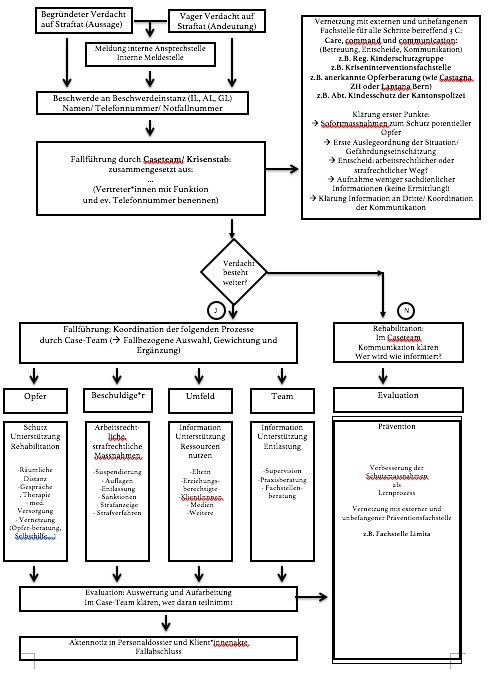 Begründeter Verdacht
auf Straftat (Aussage)
Vager Verdacht auf
Straftat (Andeutung)
Meldung interne Ansprechstelle
Interne Meldestelle
Beschwerde an Beschwerdeinstanz (IL, AL, GL)
Namen/ Telefonnummer/ Notfallnummer
Fallführung durch Caseteam/ Krisenstab:
zusammengesetzt aus:
...
(Vertreter*innen mit Funktion
und ev. Telefonnummer benennen)
Vernetzung mit externen und unbefangenen
Fachstelle für alle Schritte betreffend 3 C:
Care, command und communication:
(Betreuung, Entscheide, Kommunikation)
z.B. Reg. Kinderschutzgruppe
z.B. Kriseninterventionsfachstelle
z.B. anerkannte Opferberatung (wie Castagna
ZH oder Lantana Bern)
z.B. Abt. Kindesschutz der Kantonspolizei
Klärung erster Punkte:
→ Sofortmassnahmen zum Schutz potentieller
Opfer
→ Erste Auslegeordnung der Situation/
Gefährdungseinschätzung
→ Entscheid: arbeitsrechtlicher oder
strafrechtlicher Weg?
→ Aufnahme weniger sachdienlicher
Informationen (keine Ermittlung!)
→ Klärung Information an Dritte/ Koordination
der Kommunikation
Verdacht
besteht
weiter?
J
N
Fallführung: Koordination der folgenden Prozesse
durch Case-Team (→ Fallbezogene Auswahl, Gewichtung und
Ergänzung)
Rehabilitation:
Im Caseteam
Kommunikation klären
Wer wird wie informiert?
Opfer
Beschuldige*r
Umfeld
Team
Evaluation
Schutz
Unterstützung
Rehabilitation
-Räumliche
Distanz
-Gespräche
. Therapie
- med.
Versorgung
- Vernetzung
(Opfer-beratung,
Selbsthilfe...)
Arbeitsrecht-
liche,
strafrechtliche
Massnahmen
-Suspendierung
- Auflagen
-Entlassung
- Sanktionen
- Strafanzeige
- Strafverfahren
Information
Unterstützung
Ressourcen
nutzen
-Eltern
-Erziehungs-
berechtigte
-KlientInnen
- Medien
-Weitere
Information
Unterstützung
Entlastung
-Supervision
-Praxisberatung
- Fachstellen-
beratung
Prävention
Verbesserung der
Schutzmassnahmen
als
Lernprozess
Vernetzung mit externer und
unbefangener Präventionsfachstelle
z.B. Fachstelle Limita
Evaluation: Auswertung und Aufarbeitung
Im Case-Team klären, wer daran teilnimmt
Aktennotiz in Personaldossier und Klient*innenakte
Fallabschluss